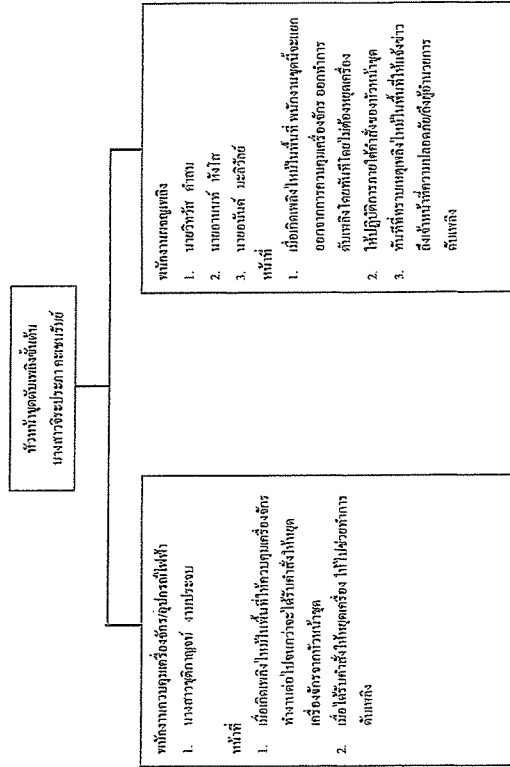 หัวหน้าชุดดับเพลิงขั้นต้น
นางสาวจิระประภา คะเชนรัมย์
พนักงานควบคุมเครื่องจักร/อุปกรณ์ไฟฟ้า
1. นางสาวชุติกาญจน์ งามประจบ
หน้าที่
1. เมื่อเกิดเพลิงไหม้ในพื้นที่ให้ควบคุมเครื่องจักร
ทำงานต่อไปจนกว่าจะได้รับคำสั่งให้หยุด
เครื่องจักรจากหัวหน้าชุด
2. เมื่อได้รับคำสั่งให้หยุดเครื่อง ให้ไปช่วยทำการ
ดับเพลิง
พนักงานผจญเพลิง
1. นายวิทวัส คำสม
2. นายอานนท์
3. นายอนันต์ มะลิวัลย์
หน้าที่
1. เมื่อเกิดเพลิงไหม้ในพื้นที่ พนักงานชุดนี้จะแยก
ออกจากการควบคุมเครื่องจักร ออกทำการ
ดับเพลิงโดยทันทีโดยไม่ต้องหยุดเครื่อง
2. ให้ปฏิบัติการภายใต้คำสั่งของหัวหน้าชุด
3. ทันทีที่ทราบเหตุเพลิงไหม้ในพื้นที่ให้แจ้งข่าว
ถึงเจ้าหน้าที่ความปลอดภัย/ถึงผู้อำนวยการ
ดับเพลิง